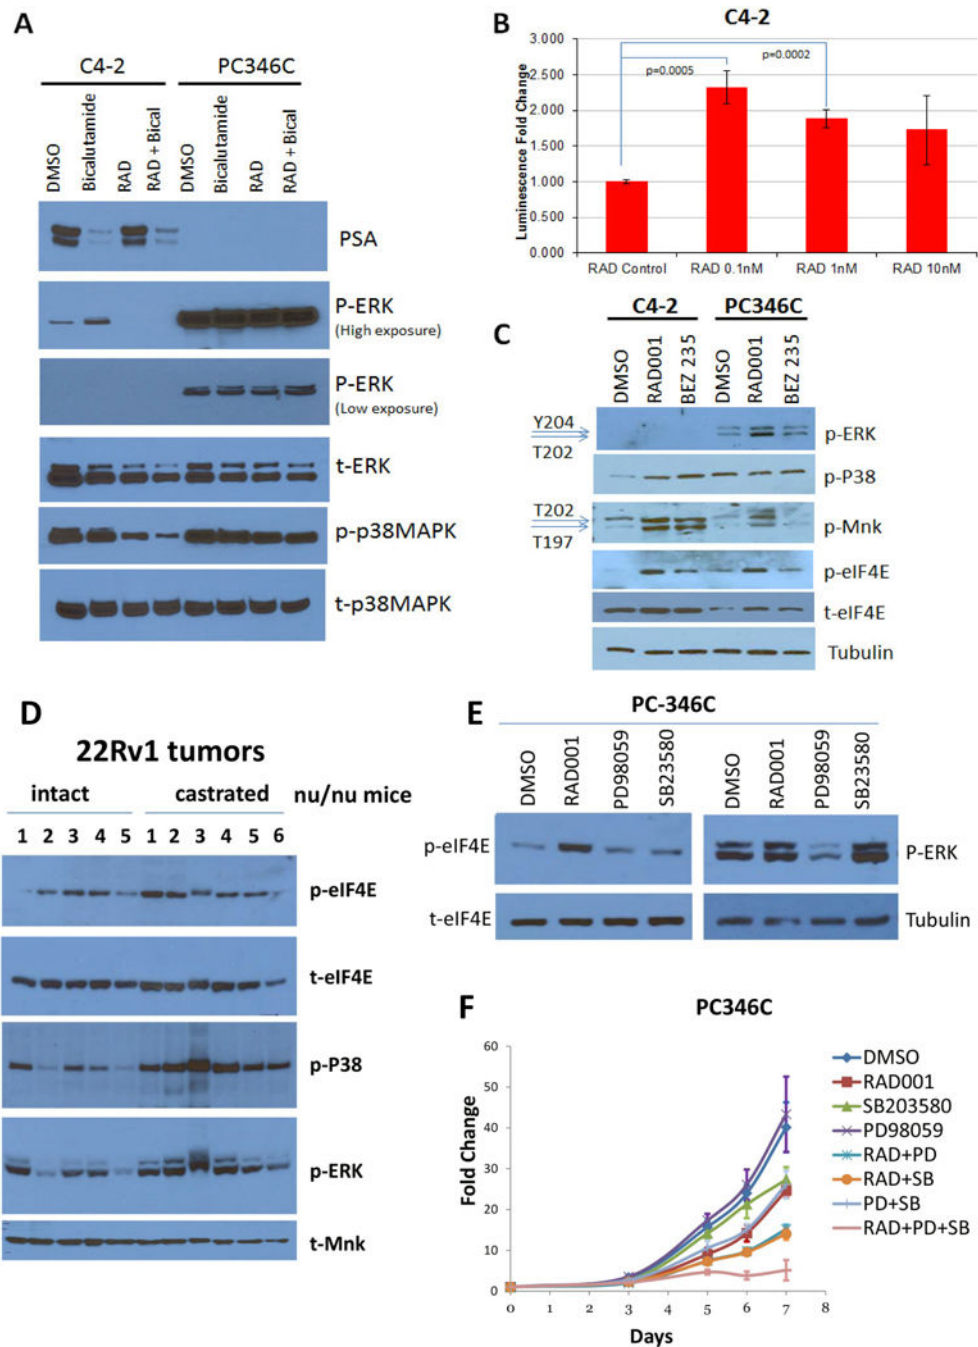 A
C4-2 PC346C
DMSO
Bicalutamide
RAD
RAD + Bical
DMSO
Bicalutamide
RAD
RAD + Bical
PSA
P-ERK
(High exposure)
P-ERK
(Low exposure)
t-ERK
p-p38MAPK
t-p38MAPK
B
C4-2
Luminescence Fold Change
3.000
2.500
2.000
1.500
1.000
0.500
0.000
p=0.0005
p=0.0002
RAD Control RAD 0.1nM RAD 1nM RAD 10nM
C
C4-2 PC346C
DMSO
RAD001
BEZ 235
DMSO
RAD001
BEZ 235
Y204
T202
p-ERK
p-P38
T202
T197
p-Mnk
p-eIF4E
t-eIF4E
Tubulin
D
22Rv1 tumors
intact castrated nu/nu mice
1 2 3 4 5 1 2 3 4 5 6
p-eIF4E
t-eIF4E
p-P38
p-ERK
t-Mnk
E
PC-346C
DMSO
RAD001
PD98059
SB23580
DMSO
RAD001
PD98059
SB23580
p-eIF4E
P-ERK
t-eIF4E
Tubulin
F
PC346C
Fold Change
60
50
40
30
20
10
0
0 1 2 3 4 5 6 7 8
Days
DMSO
RAD001
SB203580
PD98059
RAD+PD
RAD+SB
PD+SB
RAD+PD+SB